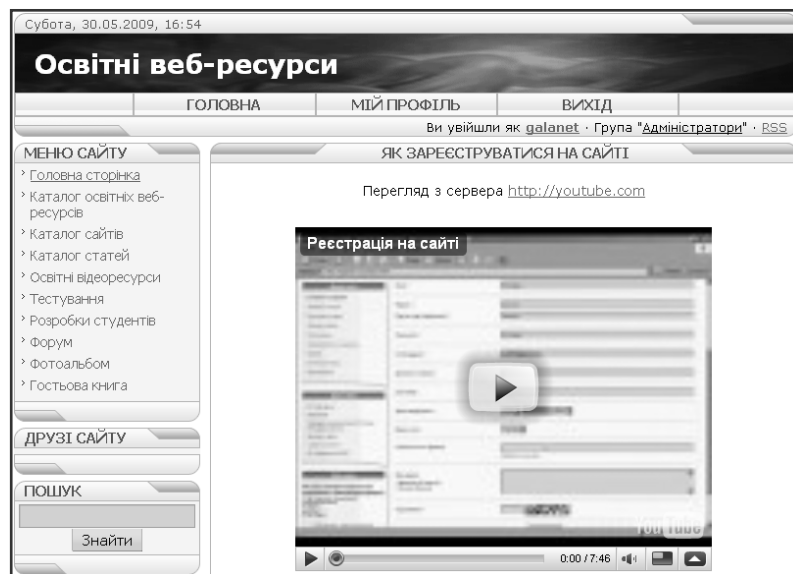 Субота, 30.05.2009, 16:54
Освітні веб-ресурси
ГОЛОВНА
МІЙ ПРОФІЛЬ
ВИХІД
Ви увійшли як galanet · Група "Адміністратори" · RSS
МЕНЮ САЙТУ
Головна сторінка
Каталог освітніх веб-
ресурсів
Каталог сайтів
Каталог статей
Освітні відеоресурси
Тестування
Розробки студентів
Форум
Фотоальбом
Гостьова книга
ДРУЗІ САЙТУ
ПОШУК
Знайти
ЯК ЗАРЕЄСТРУВАТИСЯ НА САЙТІ
Перегляд з сервера http://youtube.com
Реєстрація на сайті
YouTube
0:00 / 7:46